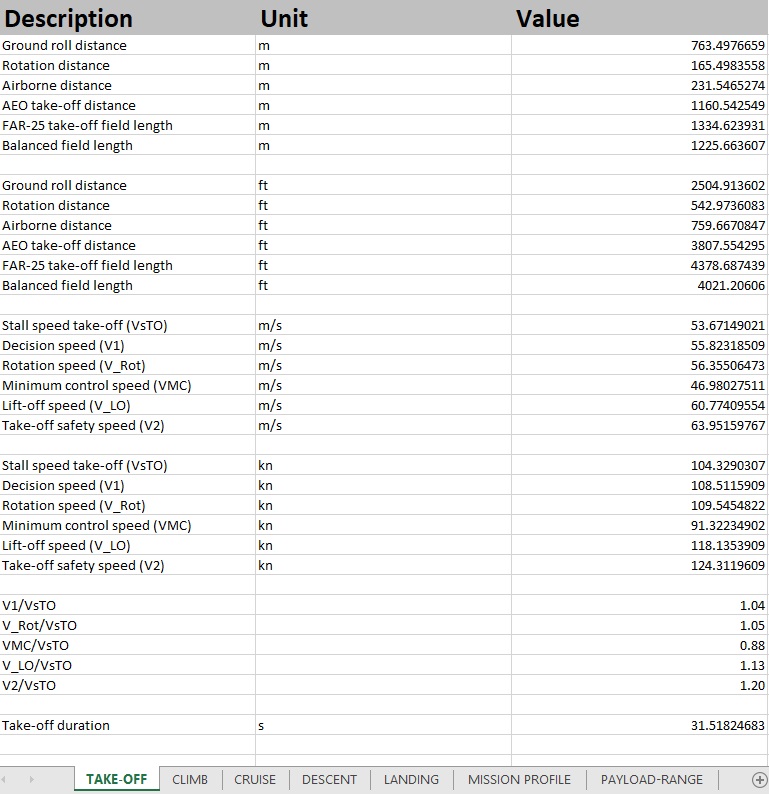 Description Unit Value
Ground roll distance m 763.4976659
Rotation distance m 165.4983558
Airborne distance m 231.5465274
AEO take-off distance m 1160.542549
FAR-25 take-off field length m 1334.623931
Balanced field length m 1225.663607
Ground roll distance ft 2504.913602
Rotation distance ft 542.9736083
Airborne distance ft 759.6670847
AEO take-off distance ft 3807.554295
FAR-25 take-off field length ft 4378.687439
Balanced field length ft 4021.20606
Stall speed take-off (VsTO) m/s 53.67149021
Decision speed (V1) m/s 55.82318509
Rotation speed (V_Rot) m/s 56.35506473
Minimum control speed (VMC) m/s 46.98027511
Lift-off speed (V_LO) m/s 60.77409554
Take-off safety speed (V2) m/s 63.95159767
Stall speed take-off (VsTO) kn 104.3290307
Decision speed (V1) kn 108.5115909
Rotation speed (V_Rot) kn 109.5454822
Minimum control speed (VMC) kn 91.32234902
Lift-off speed (V_LO) kn 118.1353909
Take-off safety speed (V2) kn 124.3119609
V1/VsTO 1.04
V_Rot/VsTO 1.05
VMC/VsTO 0.88
V_LO/VsTO 1.13
V2/VsTO 1.20
Take-off duration s 31.51824683
TAKE-OFF CLIMB CRUISE DESCENT LANDING MISSION PROFILE PAYLOAD-RANGE